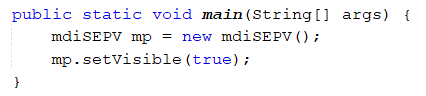 public static void main(String[] args) {
    mdiSEPV mp = new mdiSEPV();
    mp.setVisible(true);
}